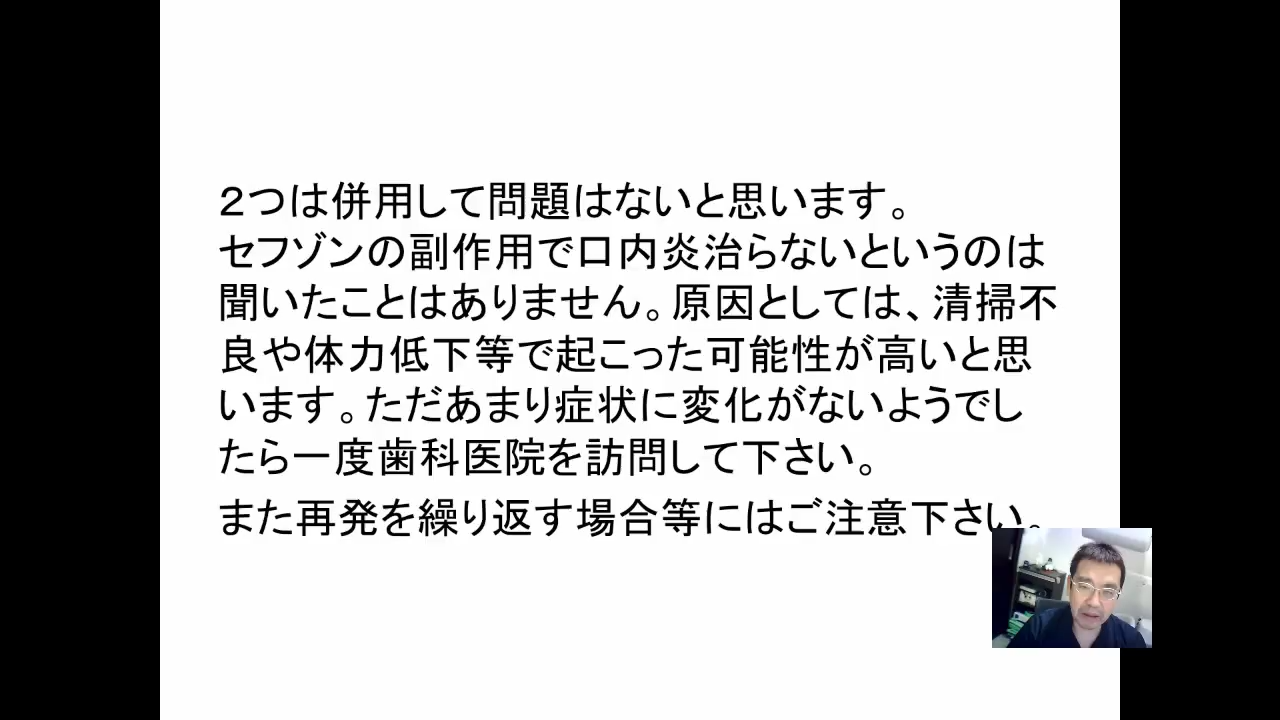 ２つは併用して問題はないと思います。
セフゾンの副作用で口内炎治らないというのは
聞いたことはありません。原因としては、清掃不
良や体力低下等で起こった可能性が高いと思
います。ただあまり症状に変化がないようでし
たら一度歯科医院を訪問して下さい。
また再発を繰り返す場合等にはご注意下さい。